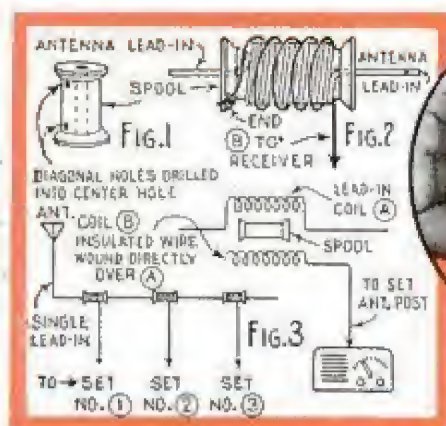 ANTENNA LEAD-IN
SPOOL
FIG.1
DIAGONAL HOLES DRILLED
INTO CENTER HOLE
ANTENNA
LEAD-IN
END
B TO
RECEIVER
FIG.2
ANT.
COIL B
INSULATED WIRE
WOUND DIRECTLY
OVER A
LEAD-IN
COIL A
SPOOL
TO SET
ANT. POST
SINGLE
LEAD-IN
FIG.3
TO → SET SET SET
NO. 1 NO. 2 NO. 3